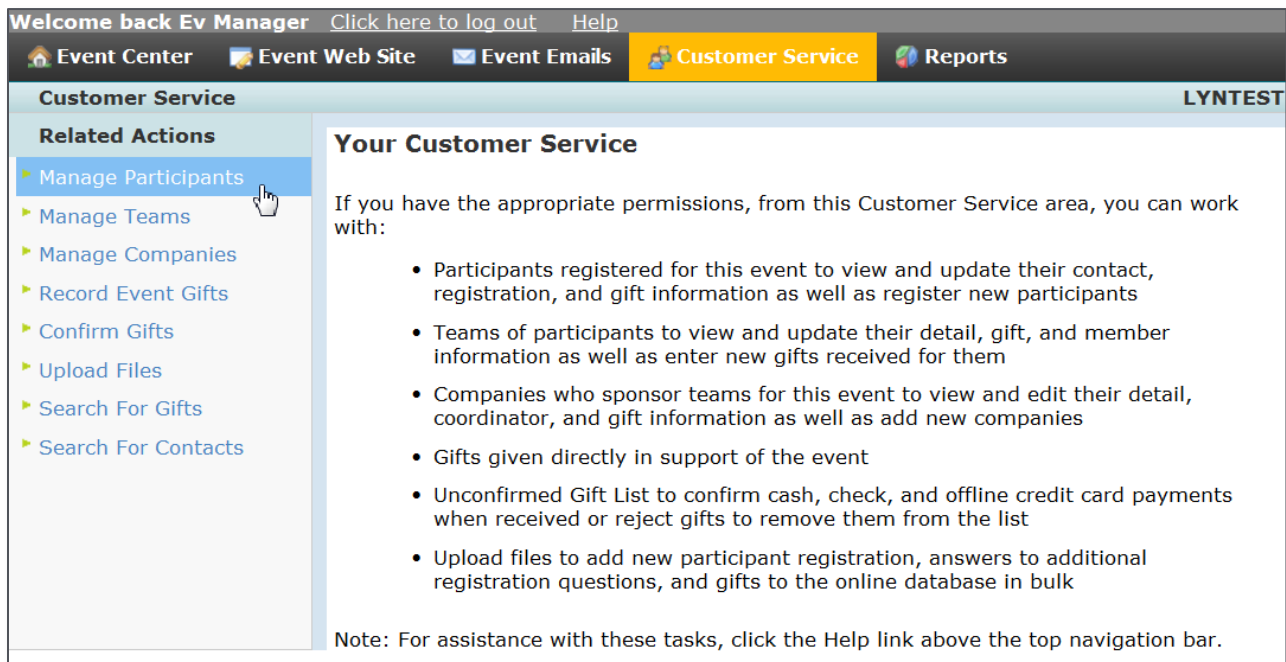 Welcome back Ev Manager Click here to log out Help
Event Center Event Web Site Event Emails Customer Service Reports
Customer Service LYNTEST
Related Actions
Manage Participants
Manage Teams
Manage Companies
Record Event Gifts
Confirm Gifts
Upload Files
Search For Gifts
Search For Contacts
Your Customer Service
If you have the appropriate permissions, from this Customer Service area, you can work
with:
• Participants registered for this event to view and update their contact,
registration, and gift information as well as register new participants
• Teams of participants to view and update their detail, gift, and member
information as well as enter new gifts received for them
• Companies who sponsor teams for this event to view and edit their detail,
coordinator, and gift information as well as add new companies
• Gifts given directly in support of the event
• Unconfirmed Gift List to confirm cash, check, and offline credit card payments
when received or reject gifts to remove them from the list
• Upload files to add new participant registration, answers to additional
registration questions, and gifts to the online database in bulk
Note: For assistance with these tasks, click the Help link above the top navigation bar.